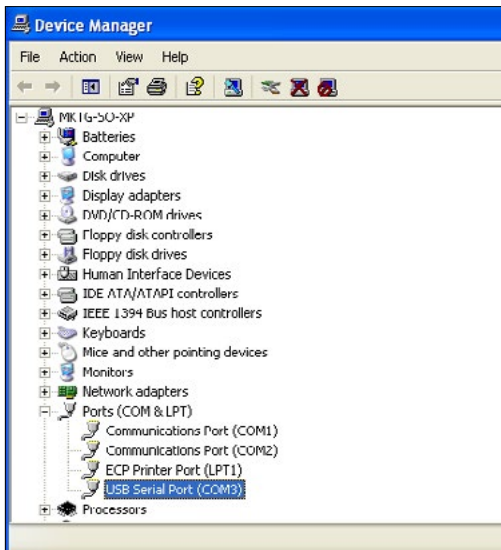 Device Manager
File Action View Help
MKTG-SO-XP
Batteries
Computer
Disk drives
Display adapters
DVD/CD-ROM drives
Floppy disk controllers
Floppy disk drives
Human Interface Devices
IDE ATA/ATAPI controllers
IEEE 1394 Bus host controllers
Keyboards
Mice and other pointing devices
Monitors
Network adapters
Ports (COM & LPT)
Communications Port (COM1)
Communications Port (COM2)
ECP Printer Port (LPT1)
USB Serial Port (COM3)
Processors